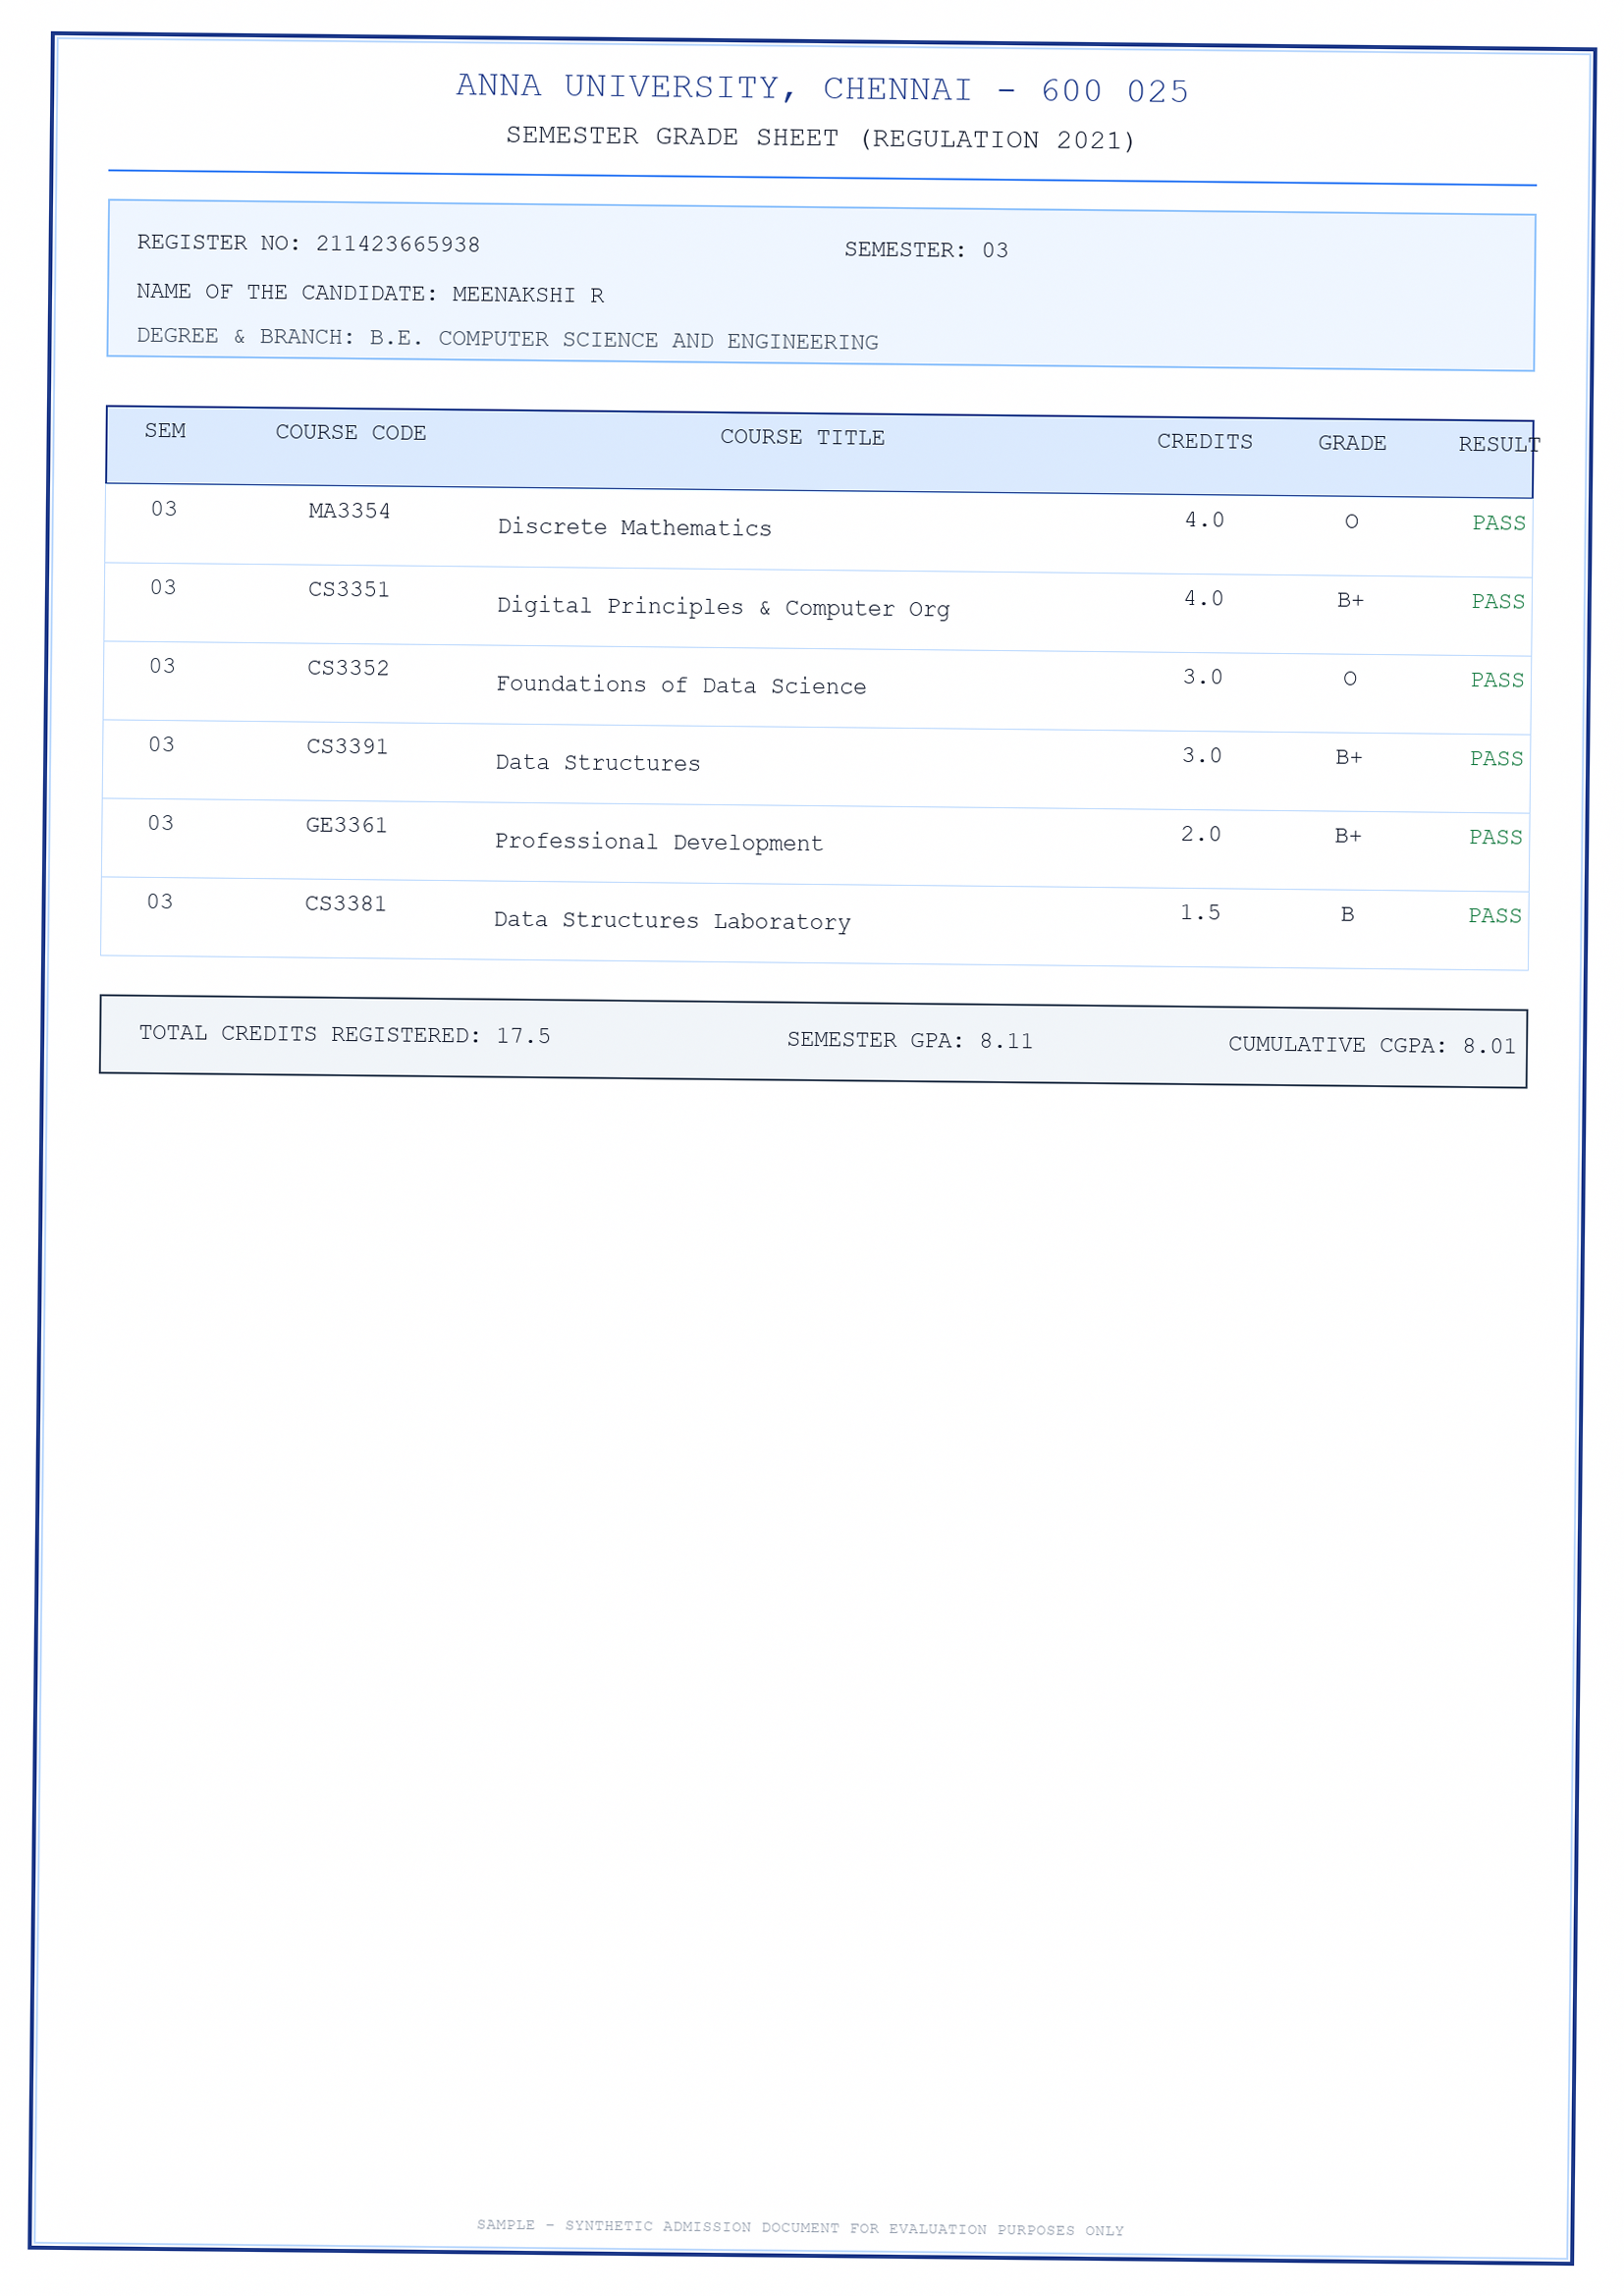 ANNA UNIVERSITY, CHENNAI - 600 025
SEMESTER GRADE SHEET (REGULATION 2021)
REGISTER NO: 211423665938 SEMESTER: 03
NAME OF THE CANDIDATE: MEENAKSHI R
DEGREE & BRANCH: B.E. COMPUTER SCIENCE AND ENGINEERING
SEM COURSE CODE COURSE TITLE CREDITS GRADE RESULT
03 MA3354 Discrete Mathematics 4.0 O PASS
03 CS3351 Digital Principles & Computer Org 4.0 B+ PASS
03 CS3352 Foundations of Data Science 3.0 O PASS
03 CS3391 Data Structures 3.0 B+ PASS
03 GE3361 Professional Development 2.0 B+ PASS
03 CS3381 Data Structures Laboratory 1.5 B PASS
TOTAL CREDITS REGISTERED: 17.5 SEMESTER GPA: 8.11 CUMULATIVE CGPA: 8.01
SAMPLE - SYNTHETIC ADMISSION DOCUMENT FOR EVALUATION PURPOSES ONLY